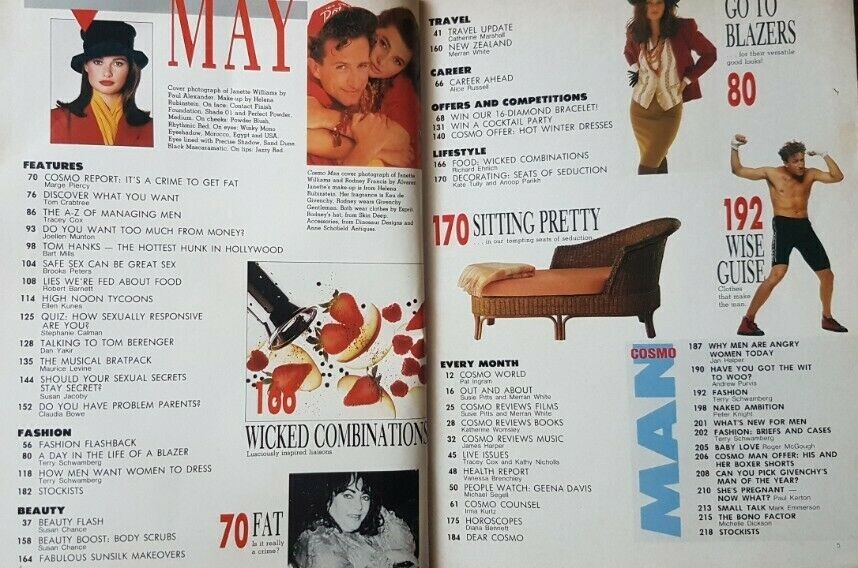 MAY
Cover photograph of Janette Williams by
Paul Alexander. Make-up by Helena
Rubinstein. On face: Contact Finish
Foundation, Shade 01 and Perfect Powder,
Medium. On cheeks: Powder Blush,
Rhythmic Red. On eyes: Winky Mono
Eyeshadow, Morocco, Egypt and USA.
Eyes lined with Precise Shadow, Sand Dune.
Black Mascaramatic. On lips: Jazzy Red.
Cosmo Man cover photograph of Janette
Williams and Rodney Francis by Alvarez.
Janette's make-up is from Helena
Rubinstein. Her fragrance is Eau de
Givenchy. Rodney wears Givenchy
Gentleman. Both wear clothes by Esprit.
Rodney's hat, from Skin Deep.
Accessories, from Dinosaur Designs and
Anne Schofield Antiques.
FEATURES
70 COSMO REPORT: IT'S A CRIME TO GET FAT
Marge Piercy
76 DISCOVER WHAT YOU WANT
Tom Crabtree
86 THE A-Z OF MANAGING MEN
Tracey Cox
93 DO YOU WANT TOO MUCH FROM MONEY?
Joellen Munton
98 TOM HANKS — THE HOTTEST HUNK IN HOLLYWOOD
Bart Mills
104 SAFE SEX CAN BE GREAT SEX
Brooks Peters
108 LIES WE'RE FED ABOUT FOOD
Robert Barnett
114 HIGH NOON TYCOONS
Ellen Kunes
125 QUIZ: HOW SEXUALLY RESPONSIVE
ARE YOU?
Stephanie Calman
128 TALKING TO TOM BERENGER
Dan Yakir
135 THE MUSICAL BRATPACK
Maurice Levine
144 SHOULD YOUR SEXUAL SECRETS
STAY SECRET?
Susan Jacoby
152 DO YOU HAVE PROBLEM PARENTS?
Claudia Bowe
FASHION
56 FASHION FLASHBACK
80 A DAY IN THE LIFE OF A BLAZER
Terry Schwamberg
118 HOW MEN WANT WOMEN TO DRESS
Terry Schwamberg
182 STOCKISTS
BEAUTY
37 BEAUTY FLASH
Susan Chance
158 BEAUTY BOOST: BODY SCRUBS
Susan Chance
164 FABULOUS SUNSILK MAKEOVERS
166
WICKED COMBINATIONS
Lusciously inspired liaisons.
70 FAT
Is it really
a crime?
TRAVEL
41 TRAVEL UPDATE
Catherine Marshall
160 NEW ZEALAND
Merran White
CAREER
66 CAREER AHEAD
Alice Russell
OFFERS AND COMPETITIONS
68 WIN OUR 16-DIAMOND BRACELET!
131 WIN A COCKTAIL PARTY
140 COSMO OFFER: HOT WINTER DRESSES
LIFESTYLE
166 FOOD: WICKED COMBINATIONS
Richard Ehrlich
170 DECORATING: SEATS OF SEDUCTION
Kate Tully and Anoop Parikh
GO TO
BLAZERS
... for their versatile
good looks!
80
170 SITTING PRETTY
... in our tempting seats of seduction
192
WISE
GUISE
Clothes
that make
the man.
EVERY MONTH
12 COSMO WORLD
Pat Ingram
16 OUT AND ABOUT
Susie Pitts and Merran White
25 COSMO REVIEWS FILMS
Susie Pitts and Merran White
28 COSMO REVIEWS BOOKS
Katherine Wormsley
32 COSMO REVIEWS MUSIC
James Harper
45 LIVE ISSUES
Tracey Cox and Kathy Nicholls
48 HEALTH REPORT
Vanessa Brenchley
50 PEOPLE WATCH: GEENA DAVIS
Michael Segell
61 COSMO COUNSEL
Irma Kurtz
175 HOROSCOPES
Diana Bennett
184 DEAR COSMO
COSMO
MAN
187 WHY MEN ARE ANGRY
WOMEN TODAY
Jan Halper
190 HAVE YOU GOT THE WIT
TO WOO?
Andrew Purvis
192 FASHION
Terry Schwamberg
198 NAKED AMBITION
Peter Knight
201 WHAT'S NEW FOR MEN
202 FASHION: BRIEFS AND CASES
Terry Schwamberg
205 BABY LOVE Roger McGough
206 COSMO MAN OFFER: HIS AND
HER BOXER SHORTS
208 CAN YOU PICK GIVENCHY'S
MAN OF THE YEAR?
210 SHE'S PREGNANT —
NOW WHAT? Paul Kerton
213 SMALL TALK Mark Emmerson
215 THE BONO FACTOR
Michelle Dickson
218 STOCKISTS
5